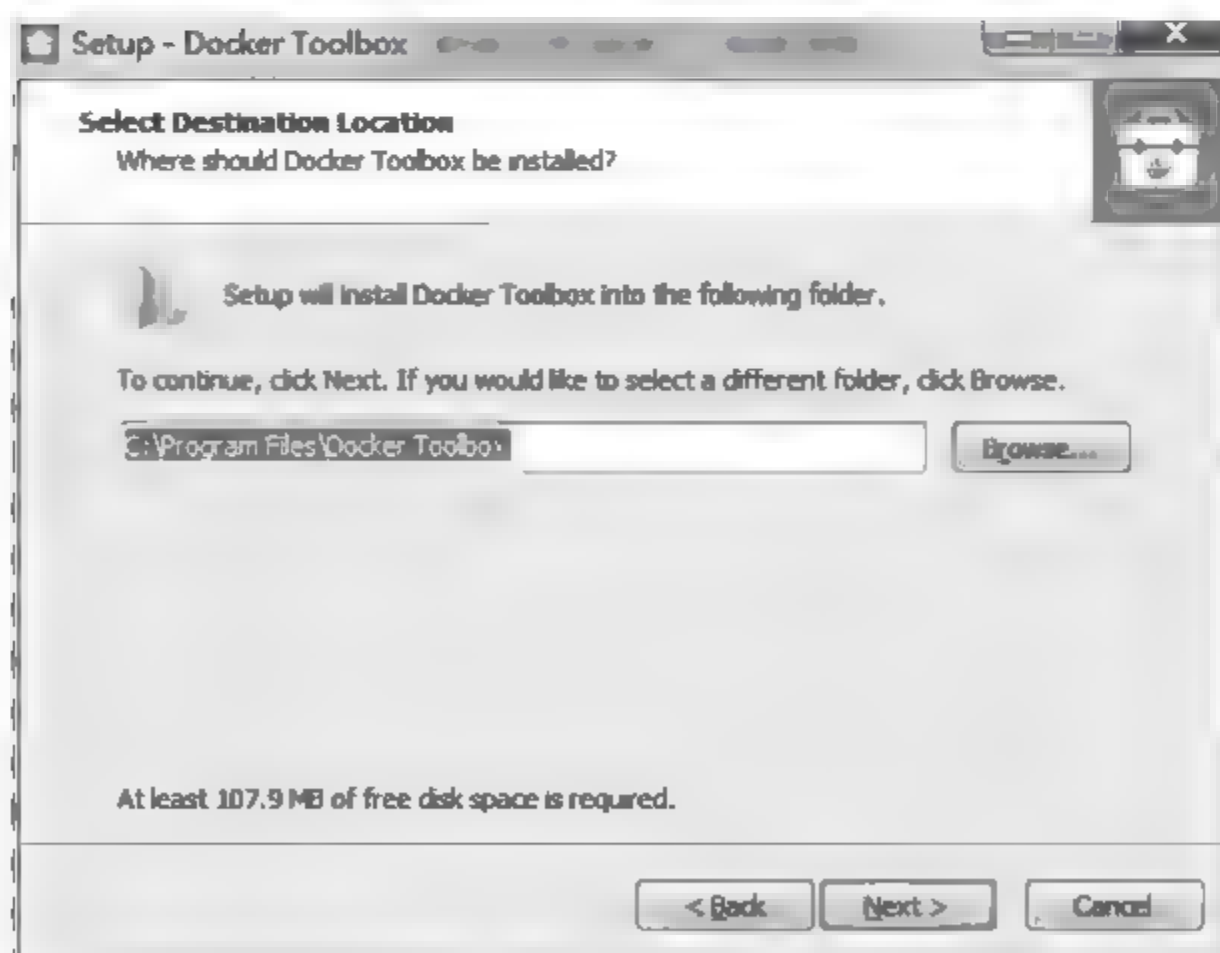 Setup - Docker Toolbox
Select Destination Location
Where should Docker Toolbox be installed?
Setup will install Docker Toolbox into the following folder.
To continue, click Next. If you would like to select a different folder, click Browse.
C:\Program Files\Docker Toolbox
Browse...
At least 107.9 MB of free disk space is required.
< Back
Next >
Cancel